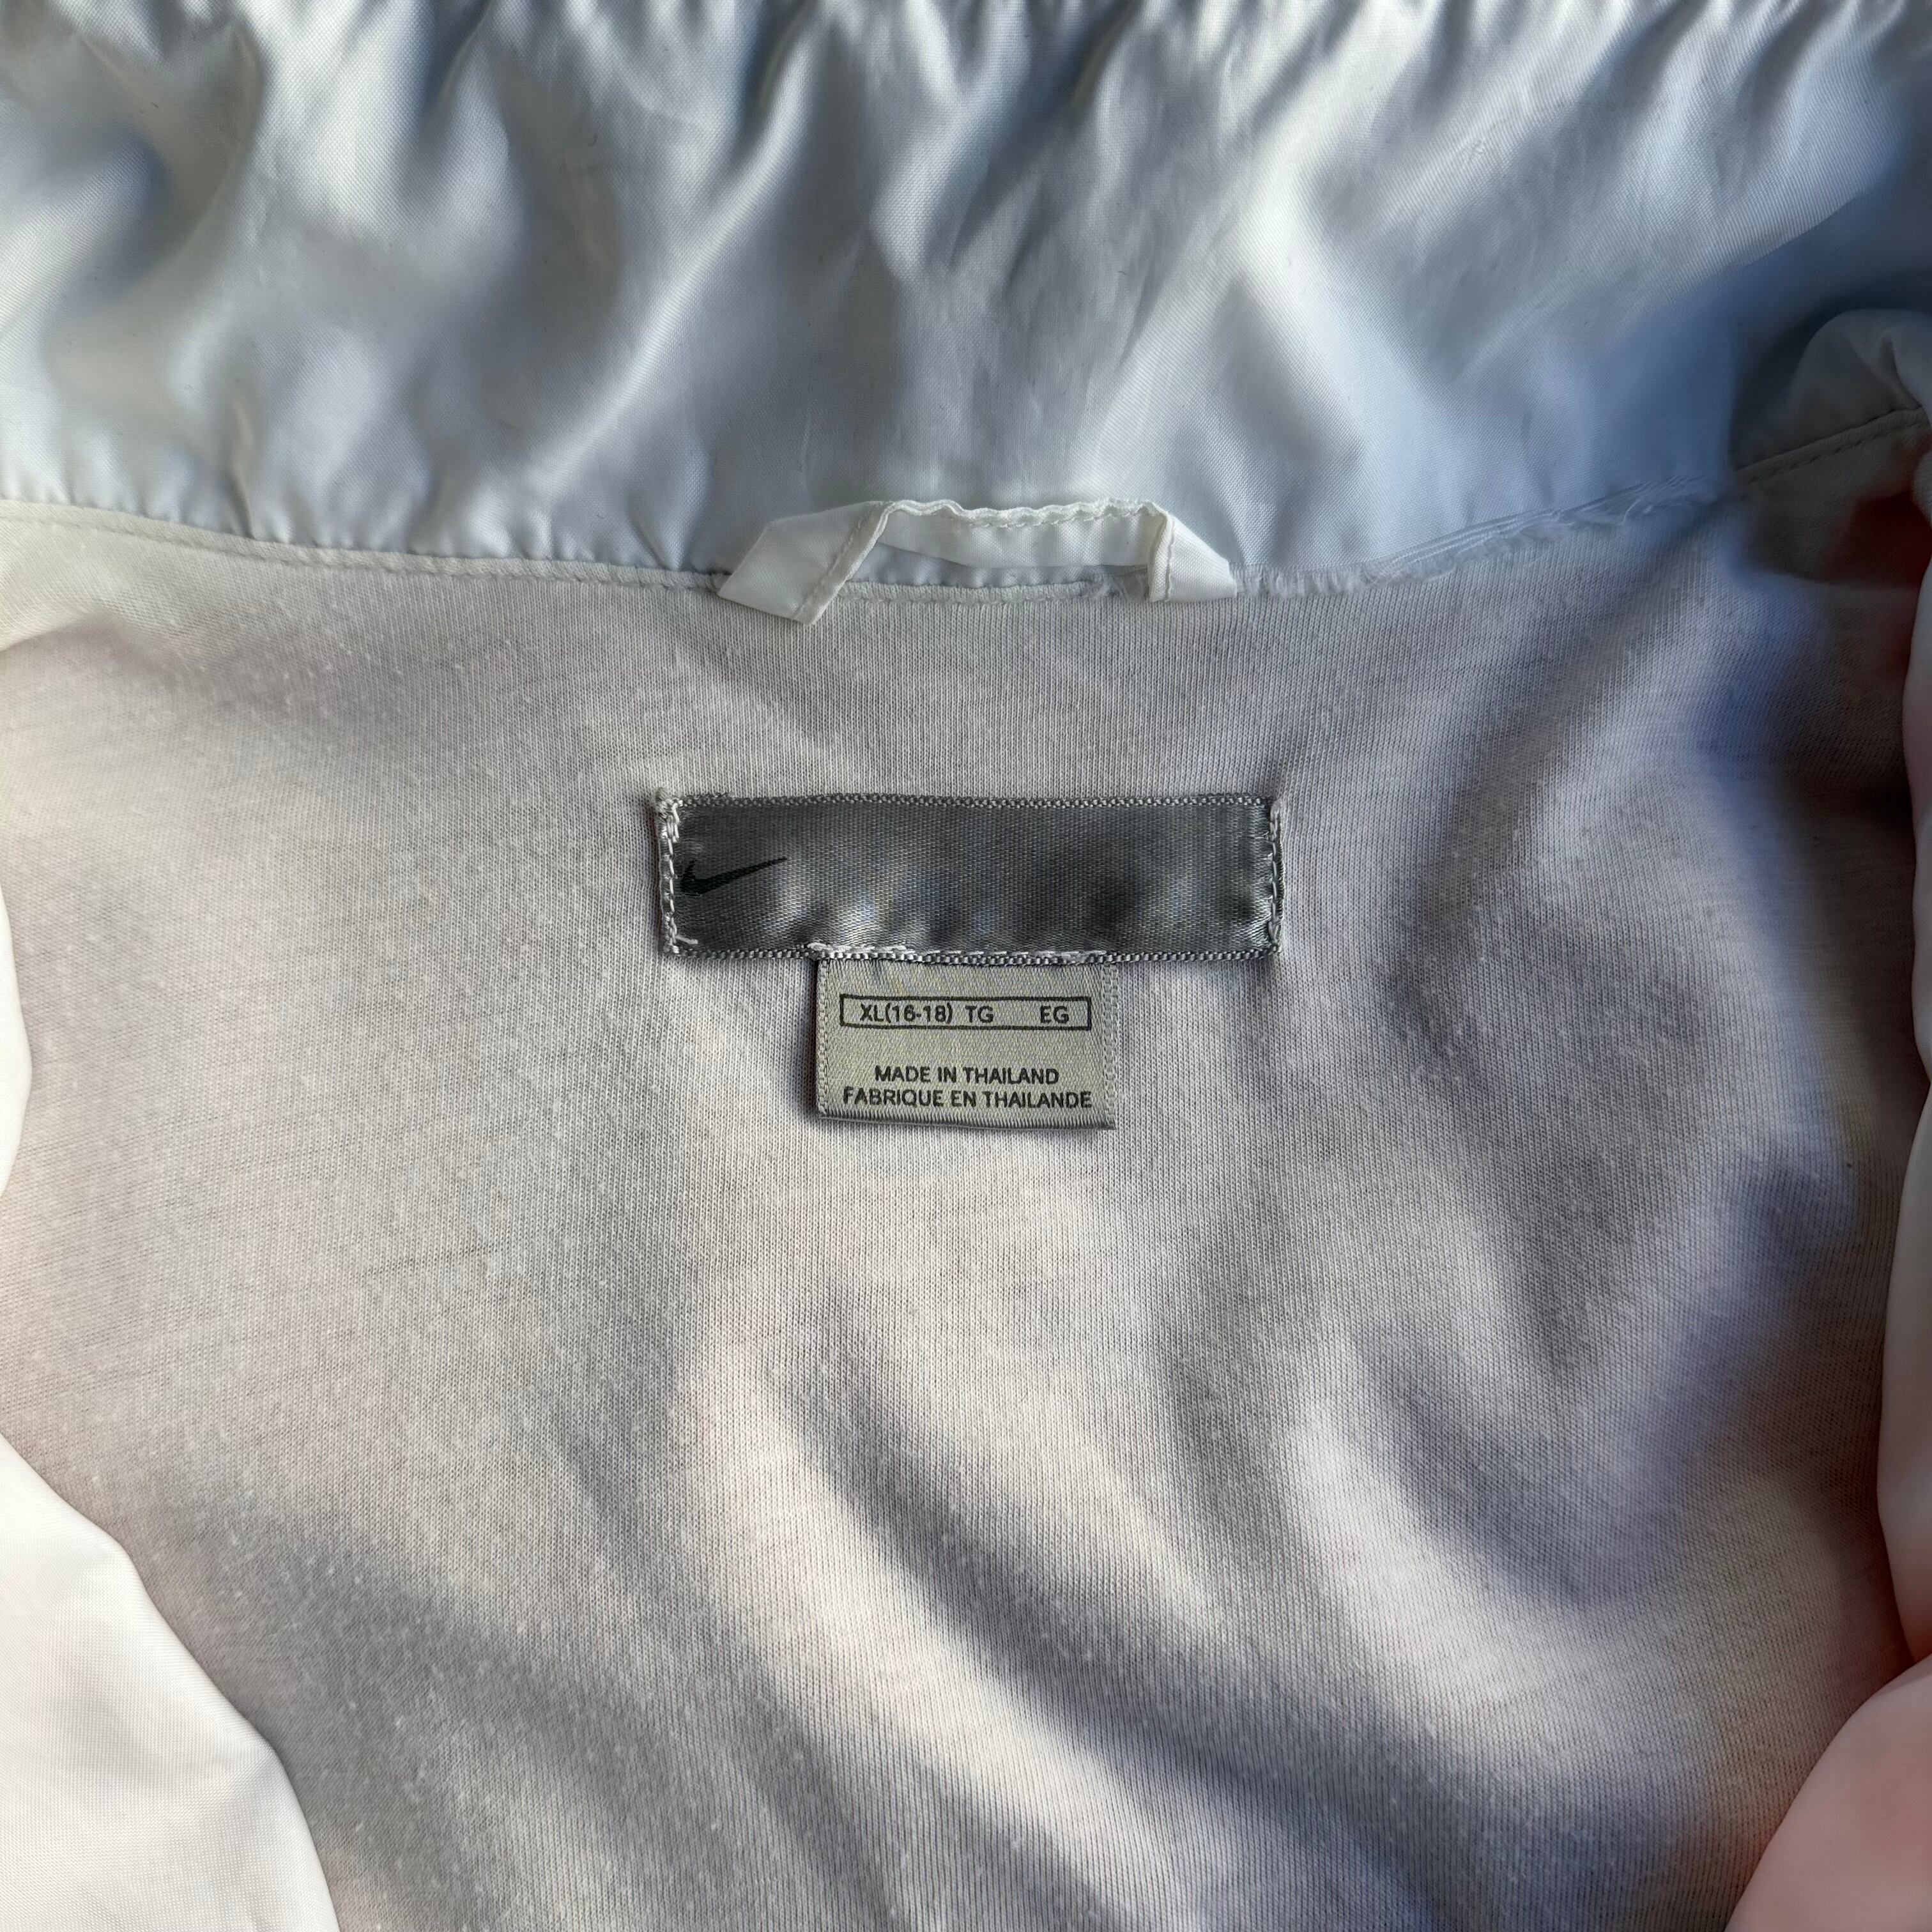 XL(16-18) TG EG
MADE IN THAILAND
FABRIQUE EN THAILANDE